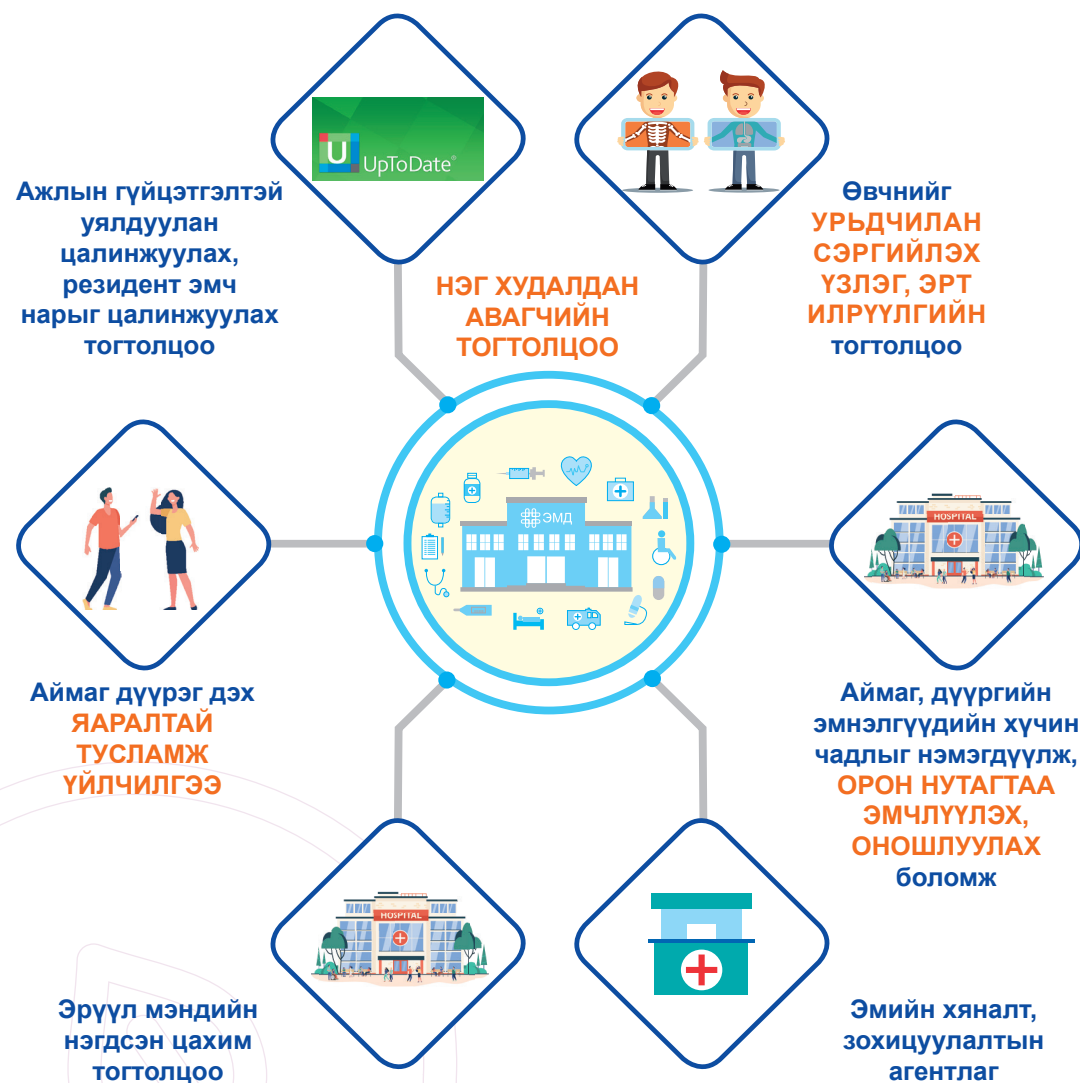 U UpToDate®
Ажлын гүйцэтгэлтэй
уялдуулан
цалинжуулах,
резидент эмч
нарыг цалинжуулах
тогтолцоо
НЭГ ХУДАЛДАН
АВАГЧИЙН
ТОГТОЛЦОО
Өвчнийг
УРЬДЧИЛАН
СЭРГИЙЛЭХ
ҮЗЛЭГ, ЭРТ
ИЛРҮҮЛГИЙН
тогтолцоо
ЭМД
HOSPITAL
Аймаг дүүрэг дэх
ЯАРАЛТАЙ
ТУСЛАМЖ
ҮЙЛЧИЛГЭЭ
Аймаг, дүүргийн
эмнэлгүүдийн хүчин
чадлыг нэмэгдүүлж,
ОРОН НУТАГТАА
ЭМЧЛҮҮЛЭХ,
ОНОШЛУУЛАХ
боломж
HOSPITAL
Эрүүл мэндийн
нэгдсэн цахим
тогтолцоо
Эмийн хяналт,
зохицуулалтын
агентлаг